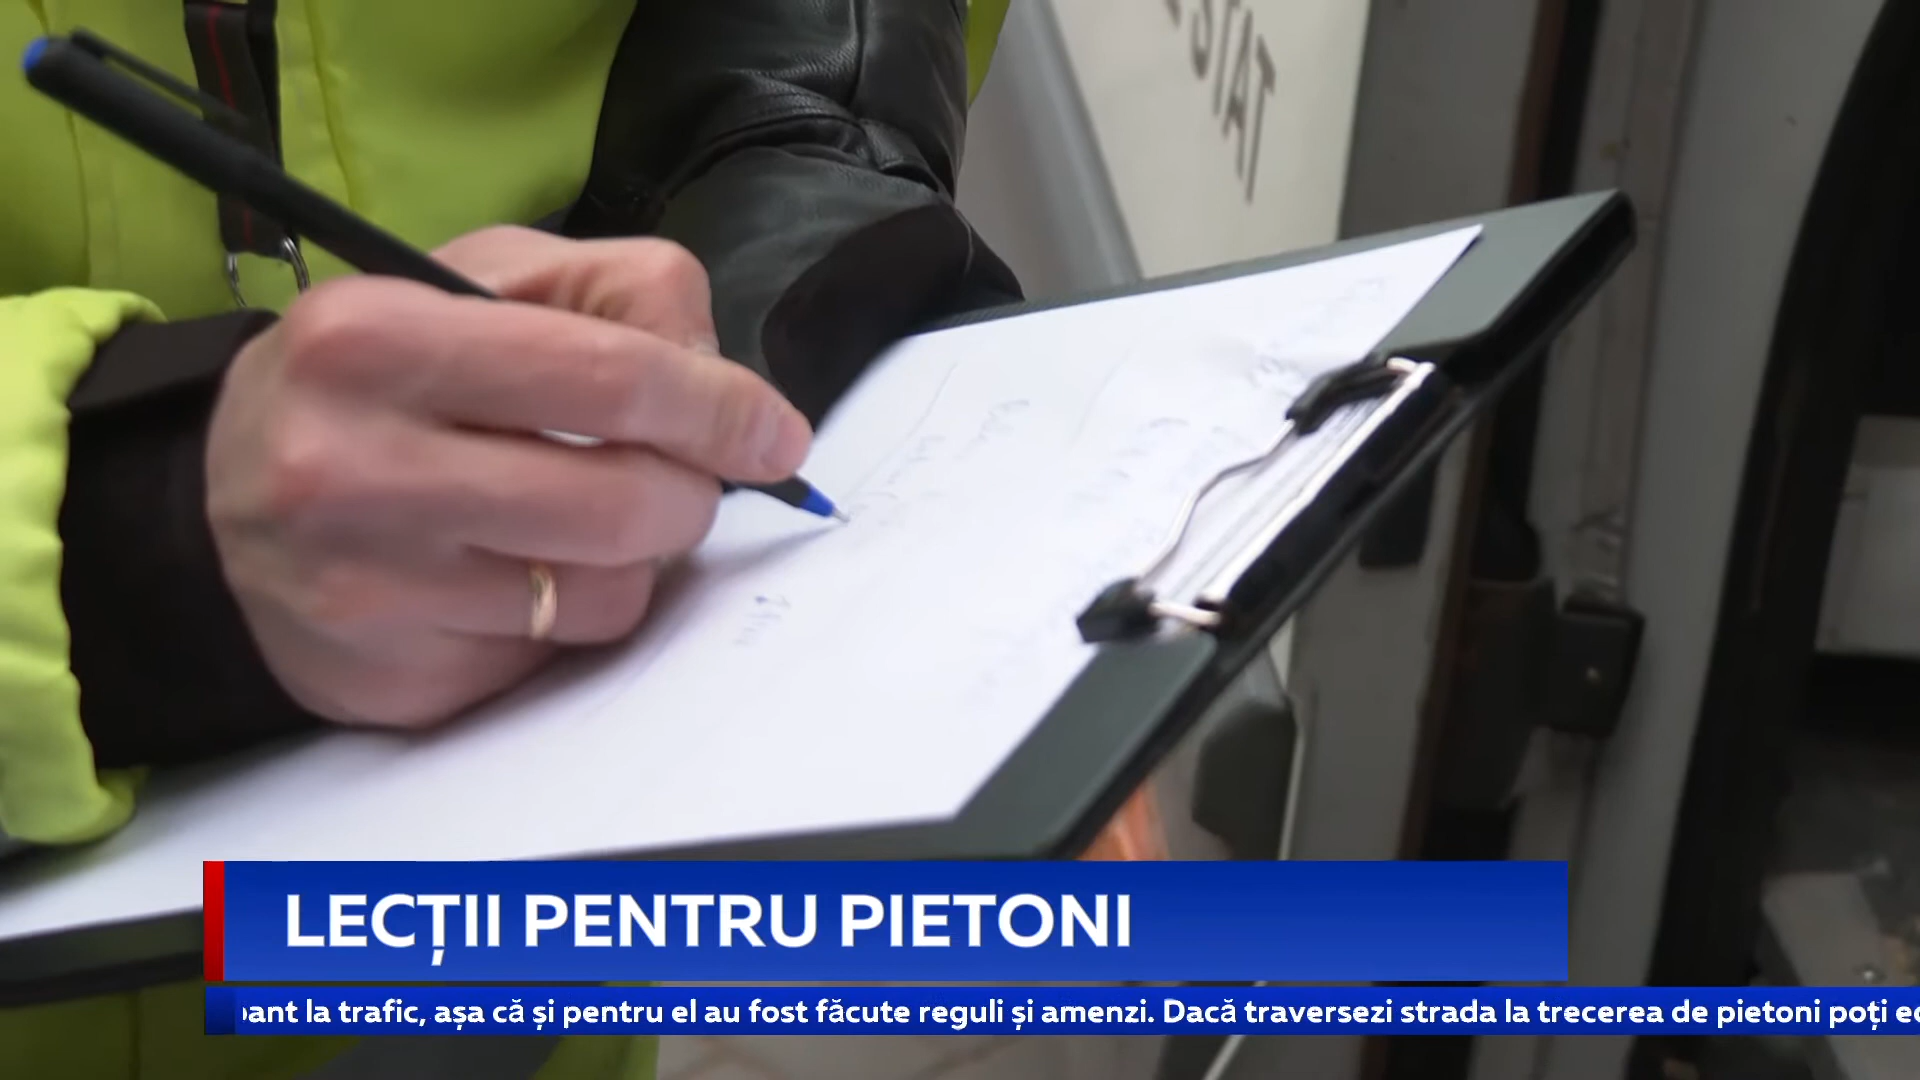 STAT
LECȚII PENTRU PIETONI
la trafic, așa că și pentru el au fost făcute reguli și amenzi. Dacă traversezi strada la trecerea de pietoni poți